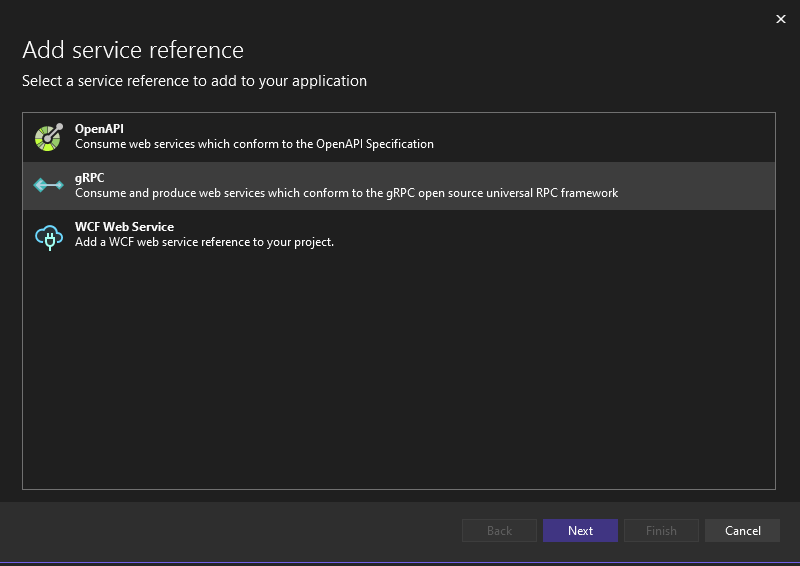 Add service reference
Select a service reference to add to your application
OpenAPI
Consume web services which conform to the OpenAPI Specification
gRPC
Consume and produce web services which conform to the gRPC open source universal RPC framework
WCF Web Service
Add a WCF web service reference to your project.
Back
Next
Finish
Cancel